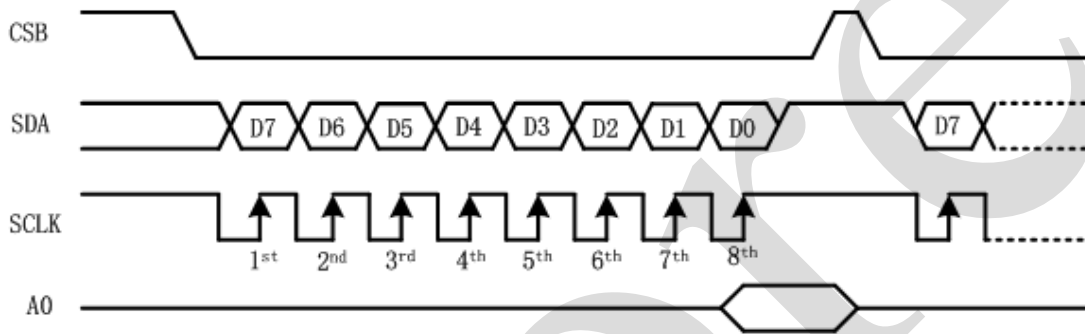 CSB
SDA D7 D6 D5 D4 D3 D2 D1 D0 D7
SCLK
1st 2nd 3rd 4th 5th 6th 7th 8th
A0